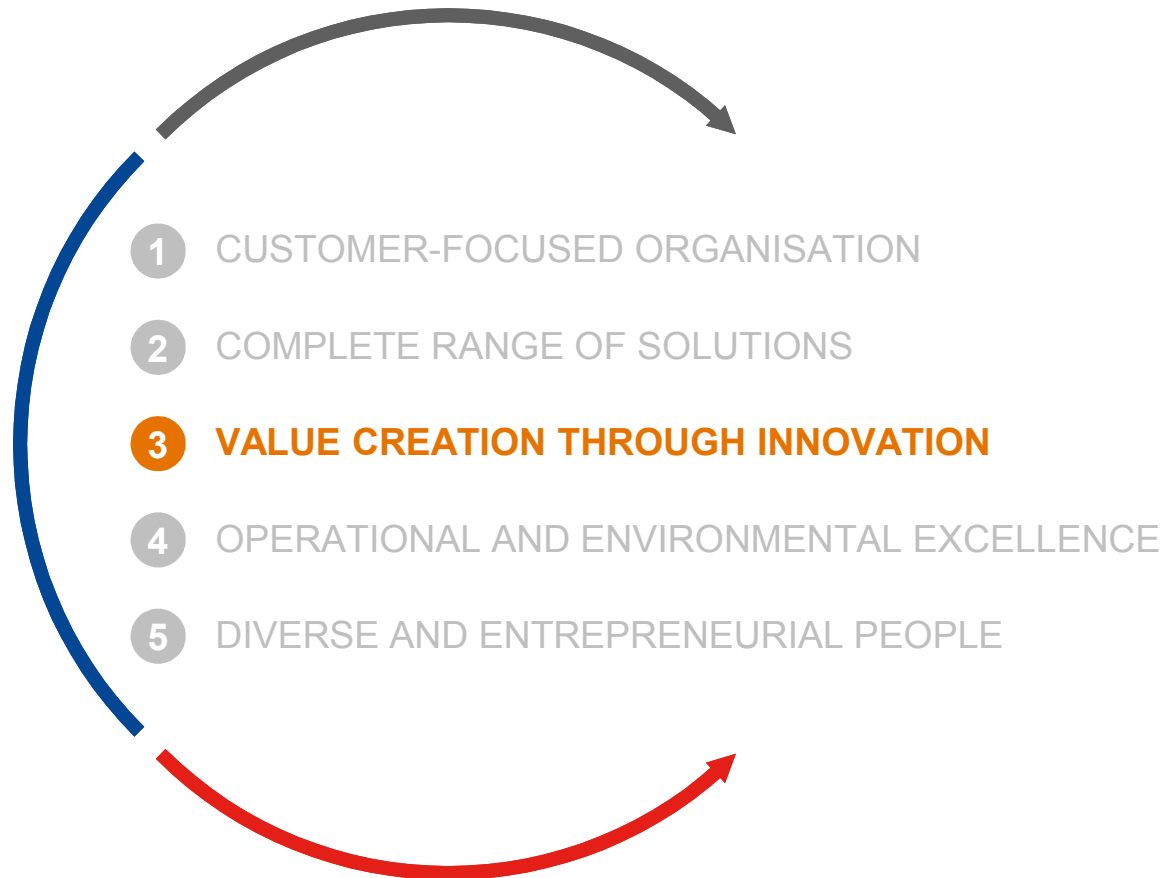 1 CUSTOMER-FOCUSED ORGANISATION
2 COMPLETE RANGE OF SOLUTIONS
3 VALUE CREATION THROUGH INNOVATION
4 OPERATIONAL AND ENVIRONMENTAL EXCELLENCE
5 DIVERSE AND ENTREPRENEURIAL PEOPLE